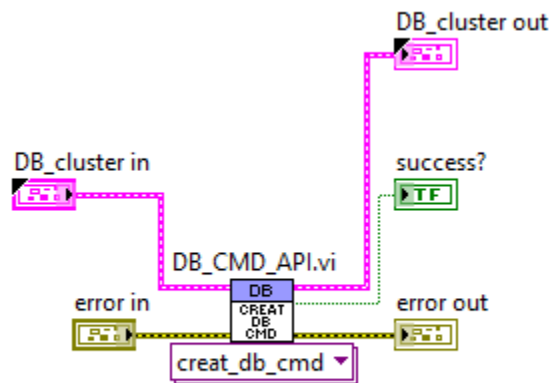 DB_cluster out
DB_cluster in
success?
TF
DB_CMD_API.vi
DB
error in
CREAT
DB
CMD
error out
creat_db_cmd